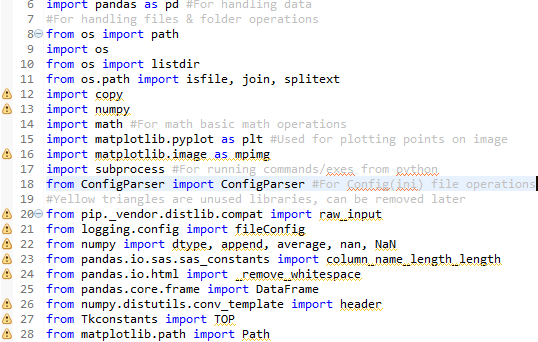 6 import pandas as pd #For handling data
7 #For handling files & folder operations
8 from os import path
9 import os
10 from os import listdir
11 from os.path import isfile, join, splitext
12 import copy
13 import numpy
14 import math #For math basic math operations
15 import matplotlib.pyplot as plt #Used for plotting points on image
16 import matplotlib.image as mpimg
17 import subprocess #For running commands/exes from python
18 from ConfigParser import ConfigParser #For Config(ini) file operations
19 #Yellow triangles are unused libraries, can be removed later
20 from pip._vendor.distlib.compat import raw_input
21 from logging.config import fileConfig
22 from numpy import dtype, append, average, nan, NaN
23 from pandas.io.sas.sas_constants import column_name_length_length
24 from pandas.io.html import _remove_whitespace
25 from pandas.core.frame import DataFrame
26 from numpy.distutils.conv_template import header
27 from Tkconstants import TOP
28 from matplotlib.path import Path